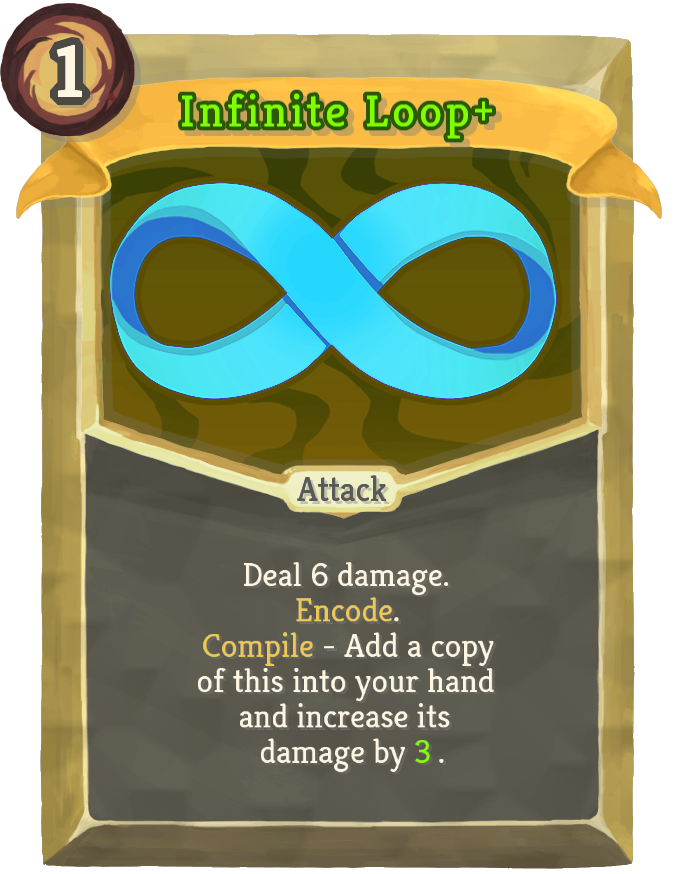 1
Infinite Loop+
Attack
Deal 6 damage.
Encode.
Compile - Add a copy
of this into your hand
and increase its
damage by 3 .